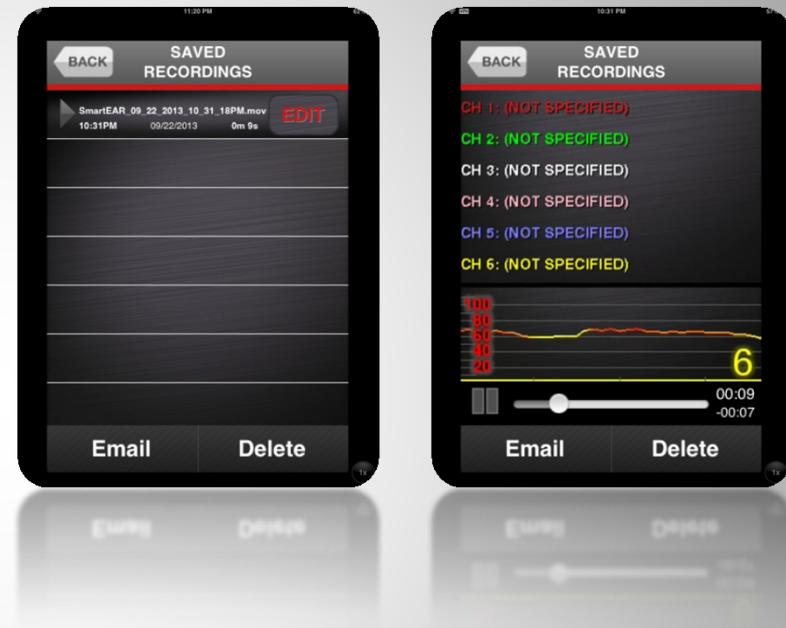 11:20 PM
BACK
SAVED
RECORDINGS
SmartEAR_09_22_2013_10_31_18PM.mov
10:31PM 09/22/2013 0m 9s
EDIT
Email Delete
1x
10:31 PM
BACK
SAVED
RECORDINGS
CH 1: (NOT SPECIFIED)
CH 2: (NOT SPECIFIED)
CH 3: (NOT SPECIFIED)
CH 4: (NOT SPECIFIED)
CH 5: (NOT SPECIFIED)
CH 6: (NOT SPECIFIED)
100
80
60
40
20
6
00:09
-00:07
Email Delete
1x